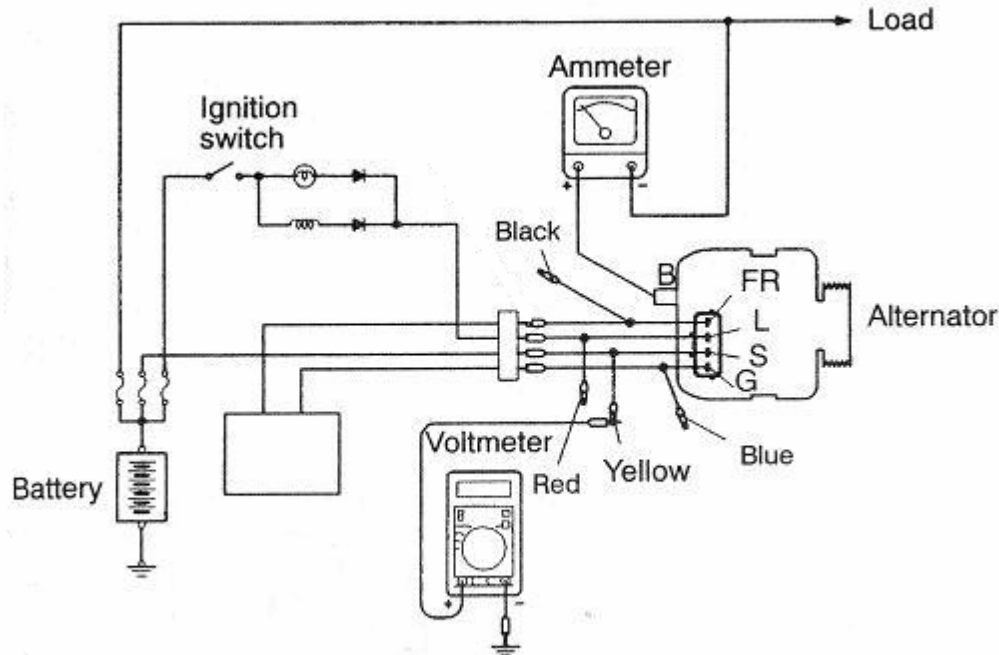 Load
Ammeter
Ignition
switch
+
-
Black
B
FR
L
Alternator
S
G
Voltmeter
Red
Yellow
Blue
Battery
+
-